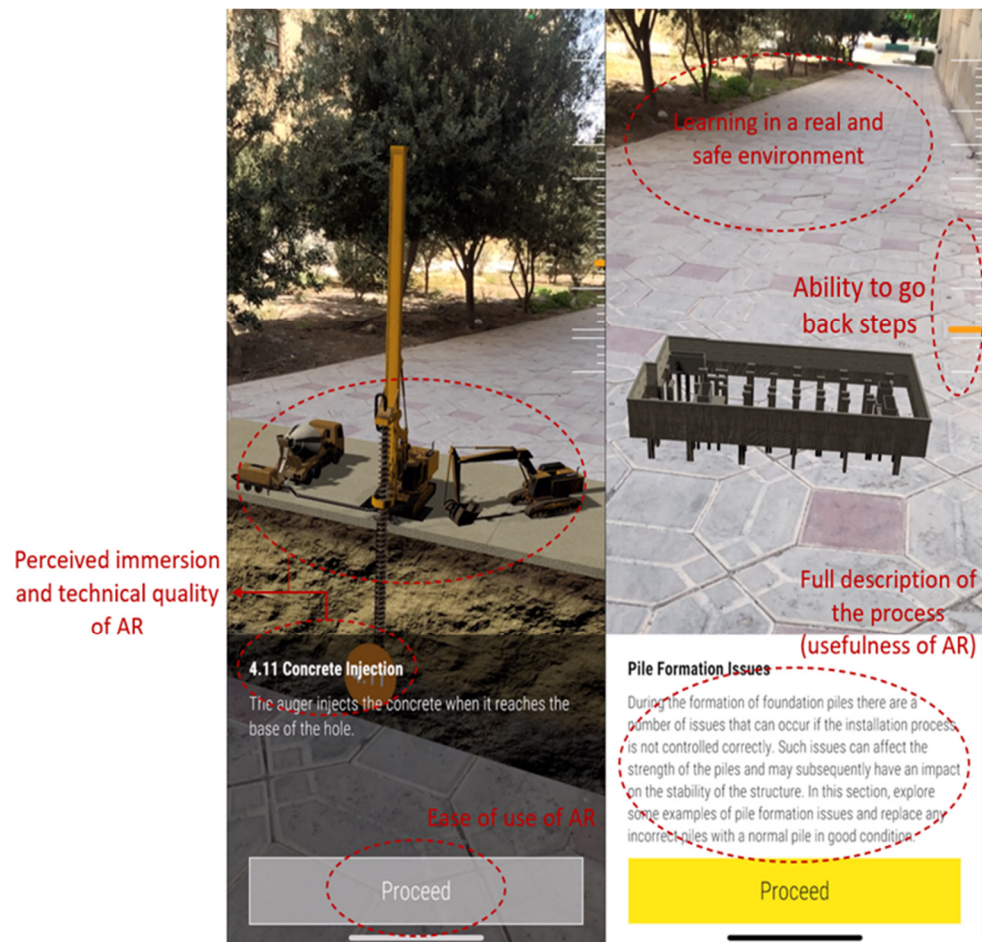 Learning in a real and
safe environment
Ability to go
back steps
Perceived immersion
and technical quality
of AR
Full description of
the process
(usefulness of AR)
4.11 Concrete Injection
4.11
The auger injects the concrete when it reaches the
base of the hole.
Ease of use of AR
Proceed
Pile Formation Issues
During the formation of foundation piles there are a
number of issues that can occur if the installation process
is not controlled correctly. Such issues can affect the
strength of the piles and may subsequently have an impact
on the stability of the structure. In this section, explore
some examples of pile formation issues and replace any
incorrect piles with a normal pile in good condition.
Proceed